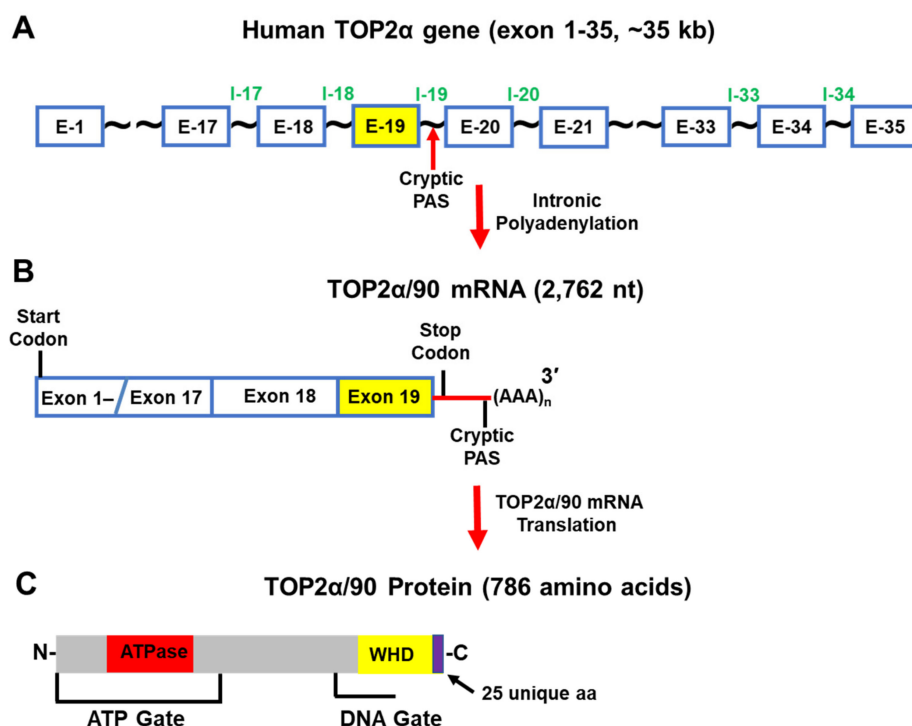 A
Human TOP2α gene (exon 1-35, ~35 kb)
I-17 I-18 I-19 I-20 I-33 I-34
E-1 E-17 E-18 E-19 E-20 E-21 E-33 E-34 E-35
Cryptic
PAS
Intronic
Polyadenylation
B
TOP2α/90 mRNA (2,762 nt)
Start
Codon
Stop
Codon
Exon 1– Exon 17 Exon 18 Exon 19 (AAA)n 3′
Cryptic
PAS
TOP2α/90 mRNA
Translation
C
TOP2α/90 Protein (786 amino acids)
N- ATPase WHD -C
25 unique aa
ATP Gate DNA Gate